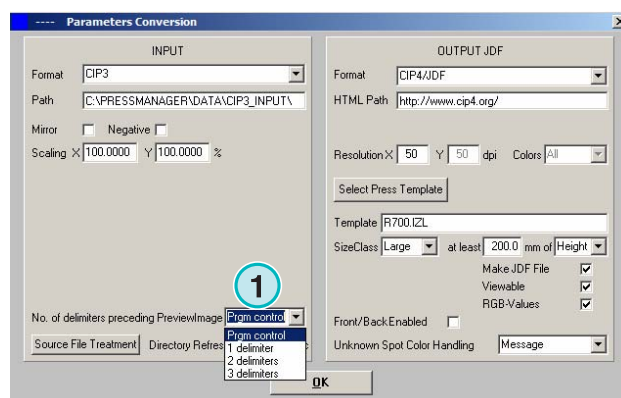 ---- Parameters Conversion
INPUT
Format CIP3
Path C:\PRESSMANAGER\DATA\CIP3_INPUT\
Mirror Negative
Scaling X 100.0000 Y 100.0000 %
1
No. of delimiters preceding PreviewImage Prgm control
Prgm control
1 delimiter
2 delimiters
3 delimiters
Source File Treatment Directory Refres
OUTPUT JDF
Format CIP4/JDF
HTML Path http://www.cip4.org/
Resolution X 50 Y 50 dpi Colors All
Select Press Template
Template R700.IZL
SizeClass Large at least 200.0 mm of Height
Make JDF File
Viewable
RGB-Values
Front/Back Enabled
Unknown Spot Color Handling Message
OK